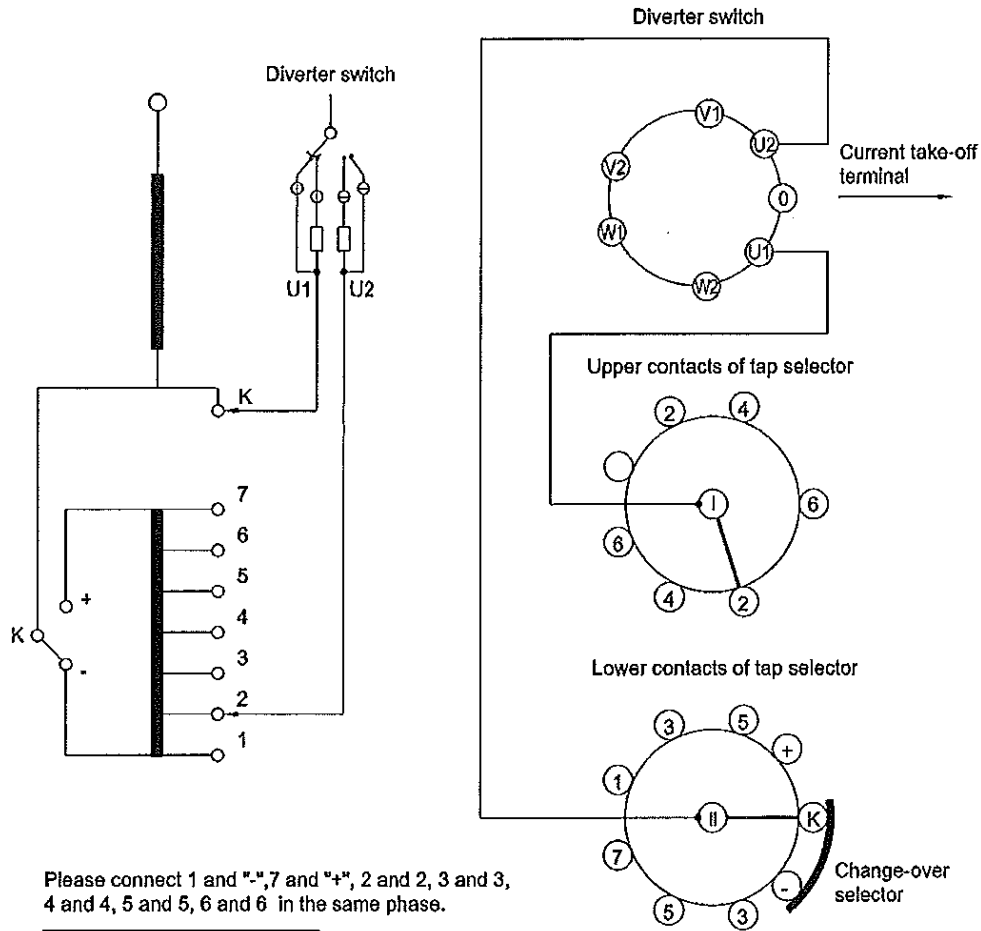 Diverter switch
U1
U2
K
7
6
5
4
3
2
1
+
K
-
Diverter switch
V1
U2
V2
0
W1
U1
W2
Current take-off
terminal
Upper contacts of tap selector
2
4
I
6
6
4
2
Lower contacts of tap selector
3
5
+
1
II
K
7
-
5
3
Change-over
selector
Please connect 1 and "-",7 and "+", 2 and 2, 3 and 3,
4 and 4, 5 and 5, 6 and 6 in the same phase.